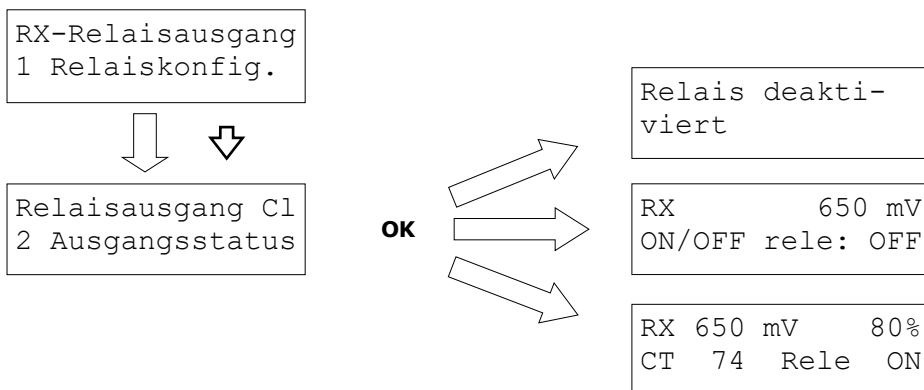 RX-Relaisausgang
1 Relaiskonfig.
Relaisausgang Cl
2 Ausgangsstatus
OK
Relais deakti-
viert
RX 650 mV
ON/OFF rele: OFF
RX 650 mV 80%
CT 74 Rele ON